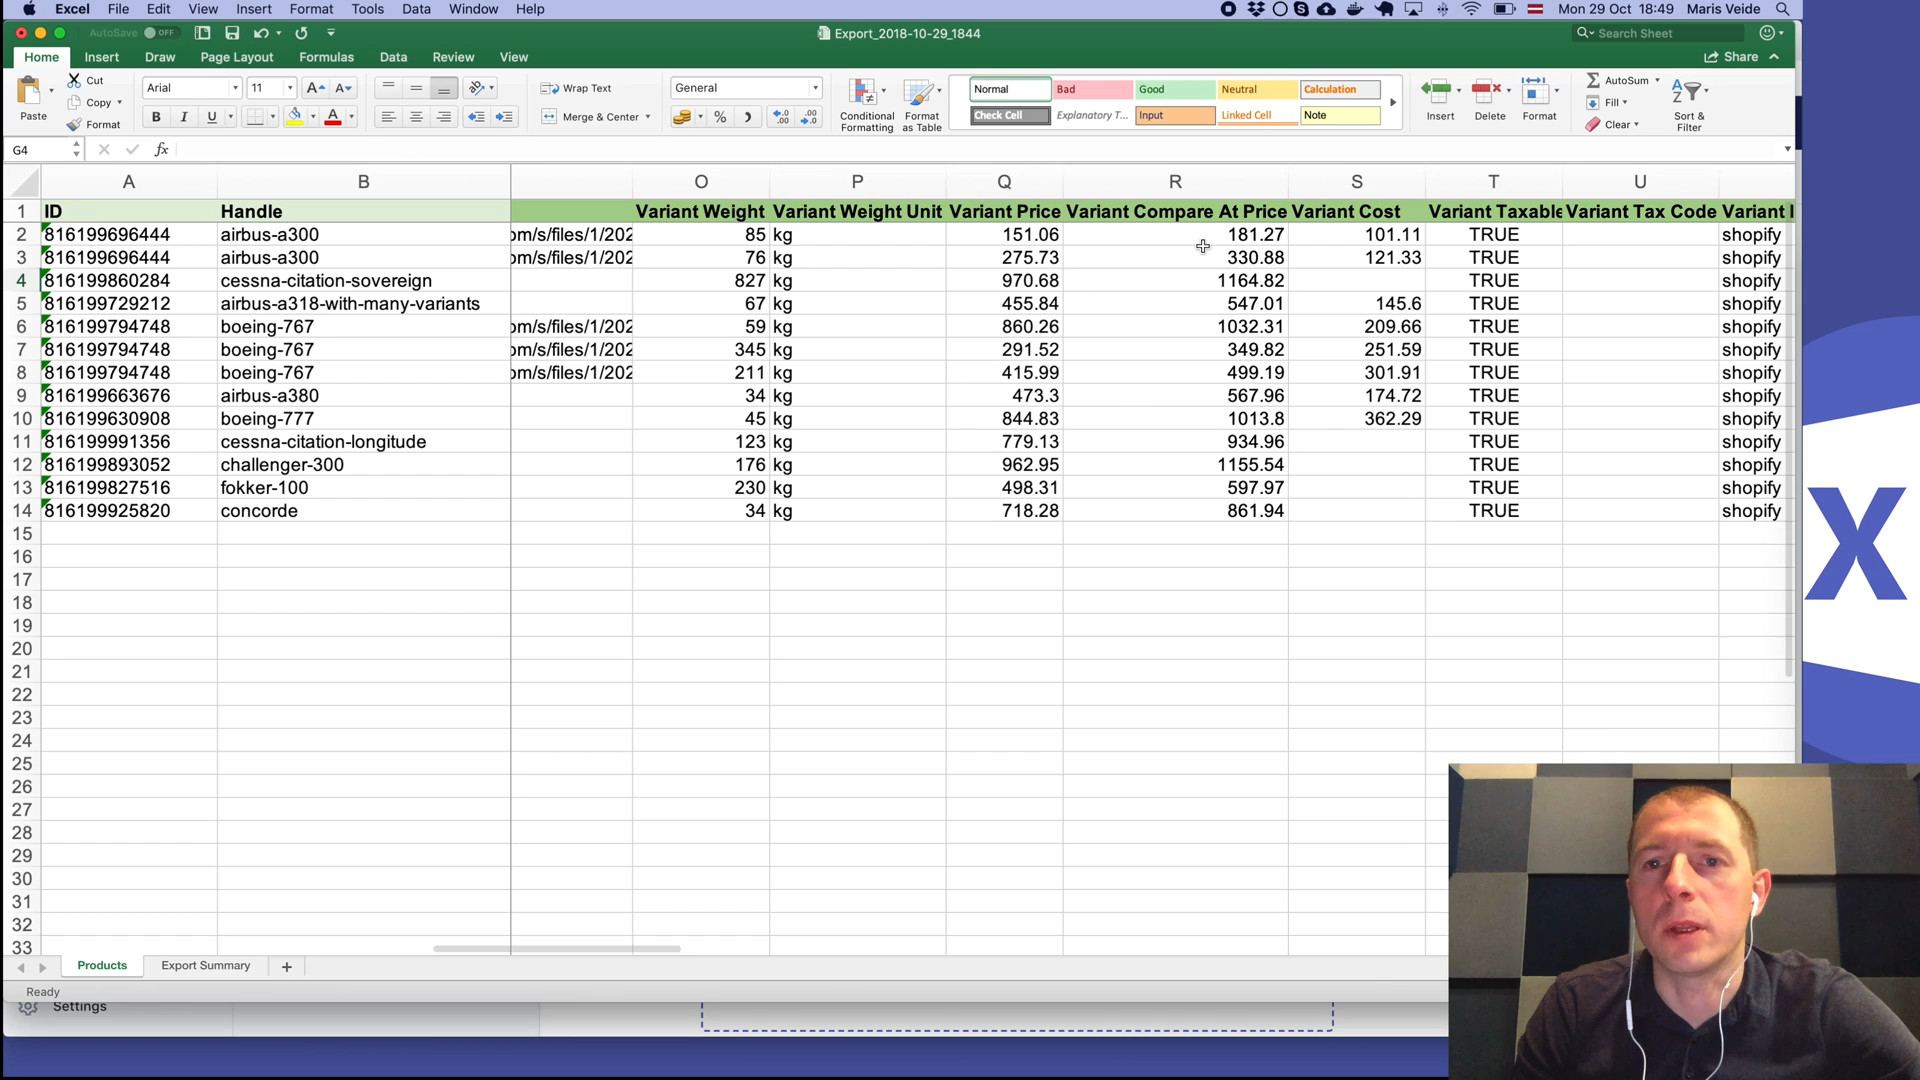 Excel File Edit View Insert Format Tools Data Window Help Mon 29 Oct 18:49 Maris Veide
AutoSave OFF Export_2018-10-29_1844 Search Sheet
Home Insert Draw Page Layout Formulas Data Review View Share
Paste Cut Copy Format
Arial 11 A A
B I U A
Wrap Text
Merge & Center
General
%
Conditional Formatting
Format as Table
Normal Bad Good Neutral Calculation
Check Cell Explanatory T... Input Linked Cell Note
Insert Delete Format
AutoSum
Fill
Clear
Sort & Filter
G4 fx
A B O P Q R S T U
1 ID Handle Variant Weight Variant Weight Unit Variant Price Variant Compare At Price Variant Cost Variant Taxable Variant Tax Code Variant
2 816199696444 airbus-a300 om/s/files/1/202 85 kg 151.06 181.27 101.11 TRUE shopify
3 816199696444 airbus-a300 om/s/files/1/202 76 kg 275.73 330.88 121.33 TRUE shopify
4 816199860284 cessna-citation-sovereign 827 kg 970.68 1164.82 TRUE shopify
5 816199729212 airbus-a318-with-many-variants 67 kg 455.84 547.01 145.6 TRUE shopify
6 816199794748 boeing-767 om/s/files/1/202 59 kg 860.26 1032.31 209.66 TRUE shopify
7 816199794748 boeing-767 om/s/files/1/202 345 kg 291.52 349.82 251.59 TRUE shopify
8 816199794748 boeing-767 om/s/files/1/202 211 kg 415.99 499.19 301.91 TRUE shopify
9 816199663676 airbus-a380 34 kg 473.3 567.96 174.72 TRUE shopify
10 816199630908 boeing-777 45 kg 844.83 1013.8 362.29 TRUE shopify
11 816199991356 cessna-citation-longitude 123 kg 779.13 934.96 TRUE shopify
12 816199893052 challenger-300 176 kg 962.95 1155.54 TRUE shopify
13 816199827516 fokker-100 230 kg 498.31 597.97 TRUE shopify
14 816199925820 concorde 34 kg 718.28 861.94 TRUE shopify
15
16
17
18
19
20
21
22
23
24
25
26
27
28
29
30
31
32
33
Products Export Summary +
Ready
Settings
X